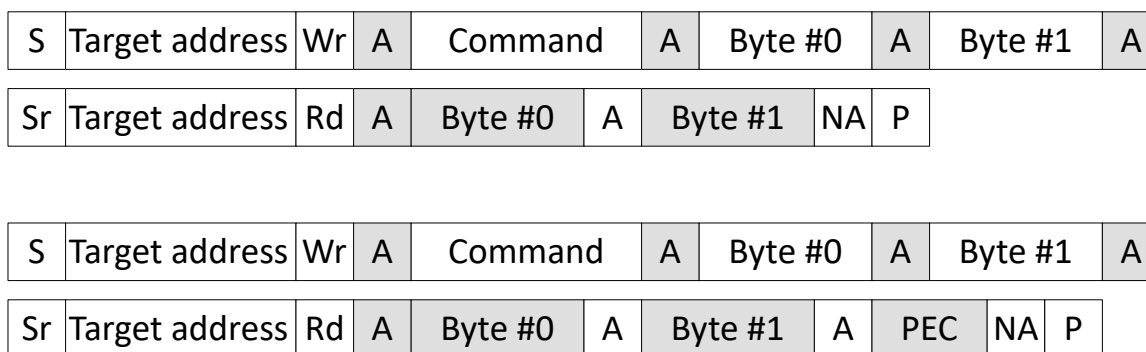 S Target address Wr A Command A Byte #0 A Byte #1 A
Sr Target address Rd A Byte #0 A Byte #1 NA P
S Target address Wr A Command A Byte #0 A Byte #1 A
Sr Target address Rd A Byte #0 A Byte #1 A PEC NA P